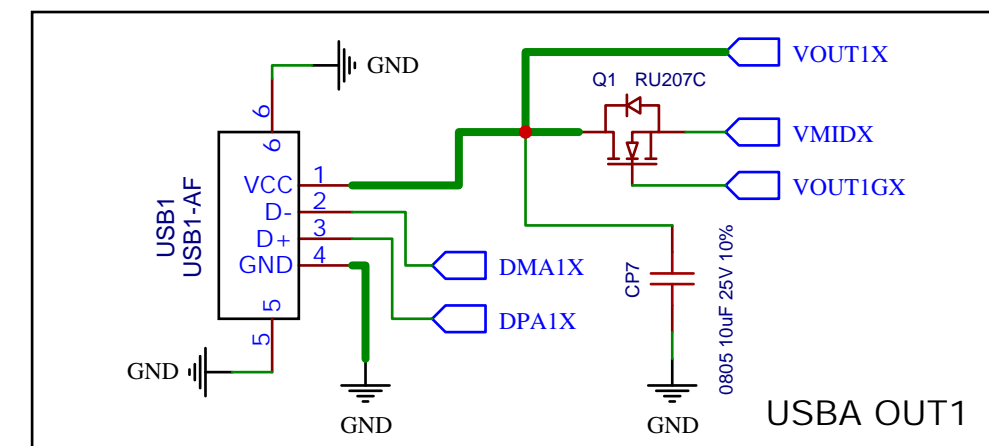 GND
VOUT1X
Q1 RU207C
6
6
VMIDX
VCC 1
VOUT1GX
D- 2
USB1
USB1-AF
D+ 3
GND 4
DMA1X
CP7
0805 10uF 25V 10%
5
DPA1X
5
GND
GND
GND
USBA OUT1